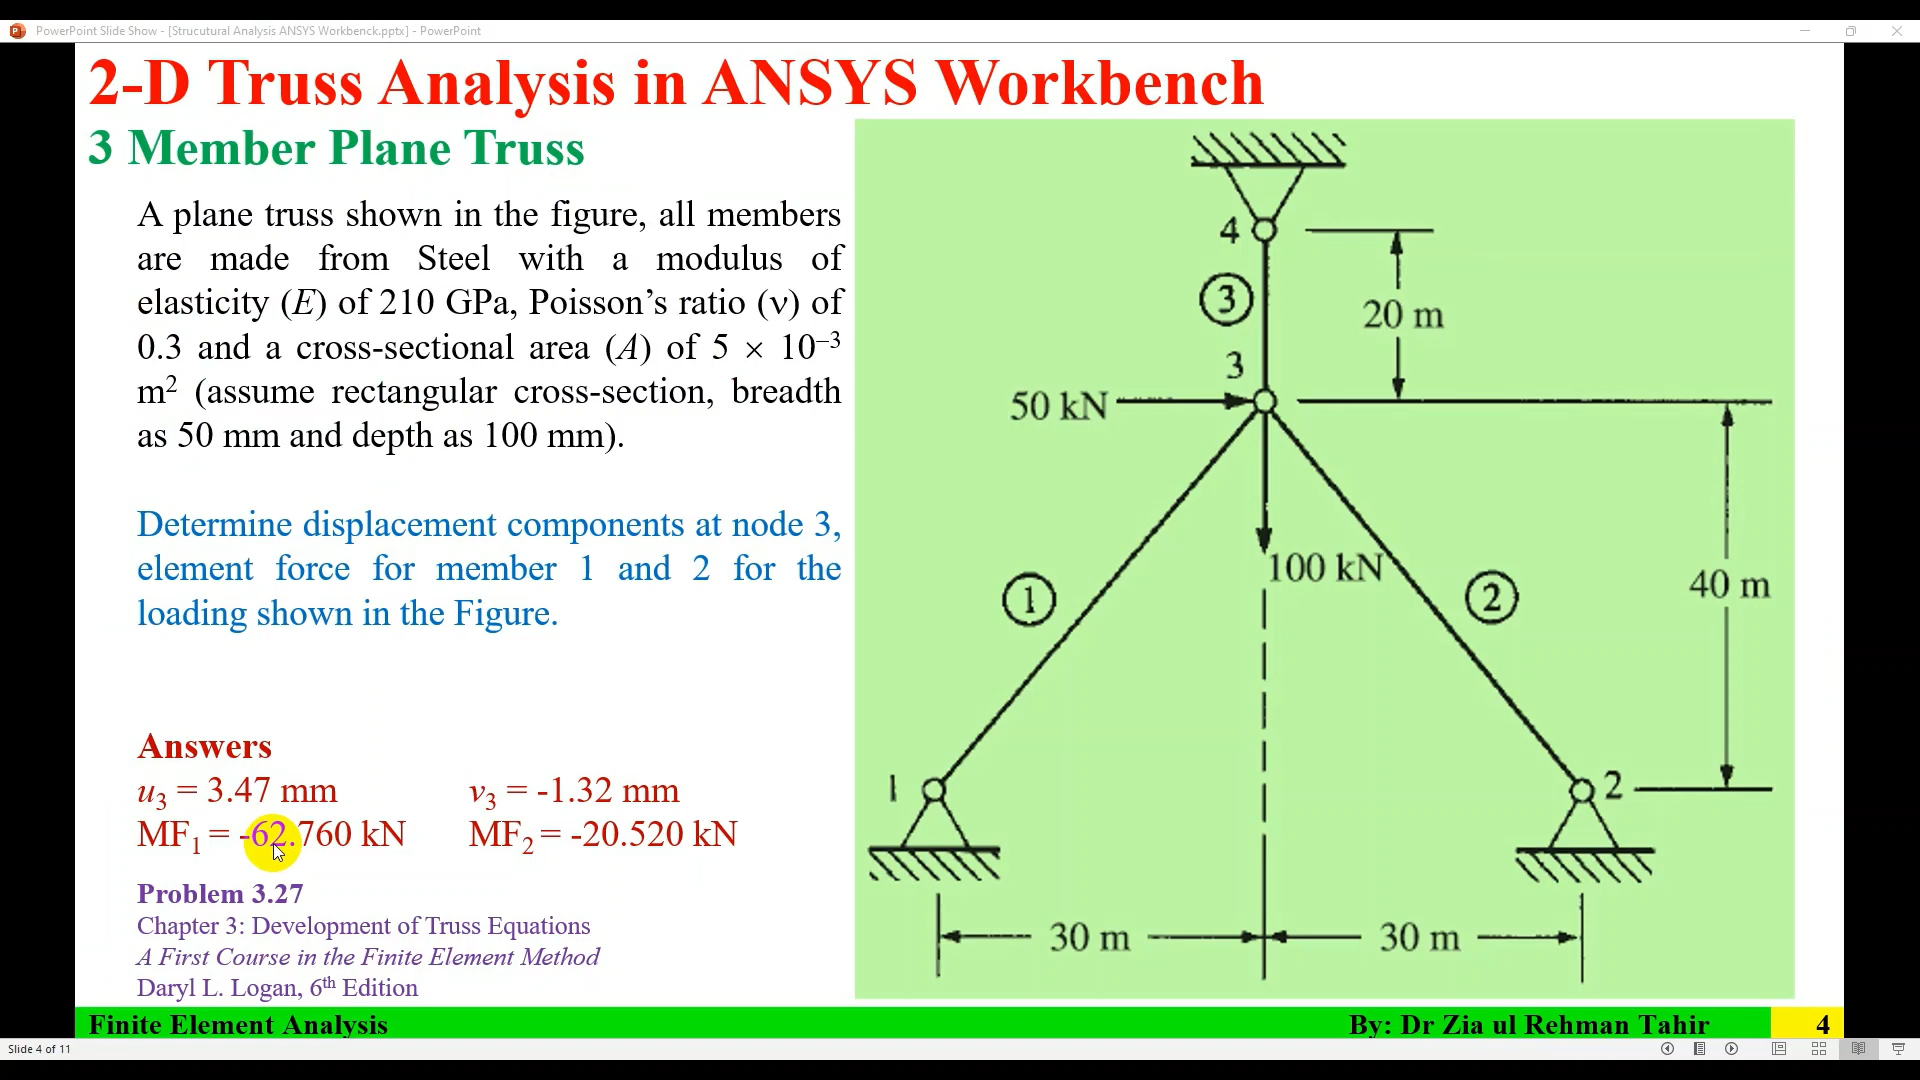 PowerPoint Slide Show - [Strucutural Analysis ANSYS Workbenck.pptx] - PowerPoint
2-D Truss Analysis in ANSYS Workbench
3 Member Plane Truss
A plane truss shown in the figure, all members
are made from Steel with a modulus of
elasticity (E) of 210 GPa, Poisson's ratio (ν) of
0.3 and a cross-sectional area (A) of 5 × 10⁻³
m² (assume rectangular cross-section, breadth
as 50 mm and depth as 100 mm).
Determine displacement components at node 3,
element force for member 1 and 2 for the
loading shown in the Figure.
Answers
u₃ = 3.47 mm v₃ = -1.32 mm
MF₁ = -62.760 kN MF₂ = -20.520 kN
Problem 3.27
Chapter 3: Development of Truss Equations
A First Course in the Finite Element Method
Daryl L. Logan, 6th Edition
4
3
20 m
3
50 kN
100 kN
40 m
1
2
1
2
30 m
30 m
Finite Element Analysis
By: Dr Zia ul Rehman Tahir
4
Slide 4 of 11